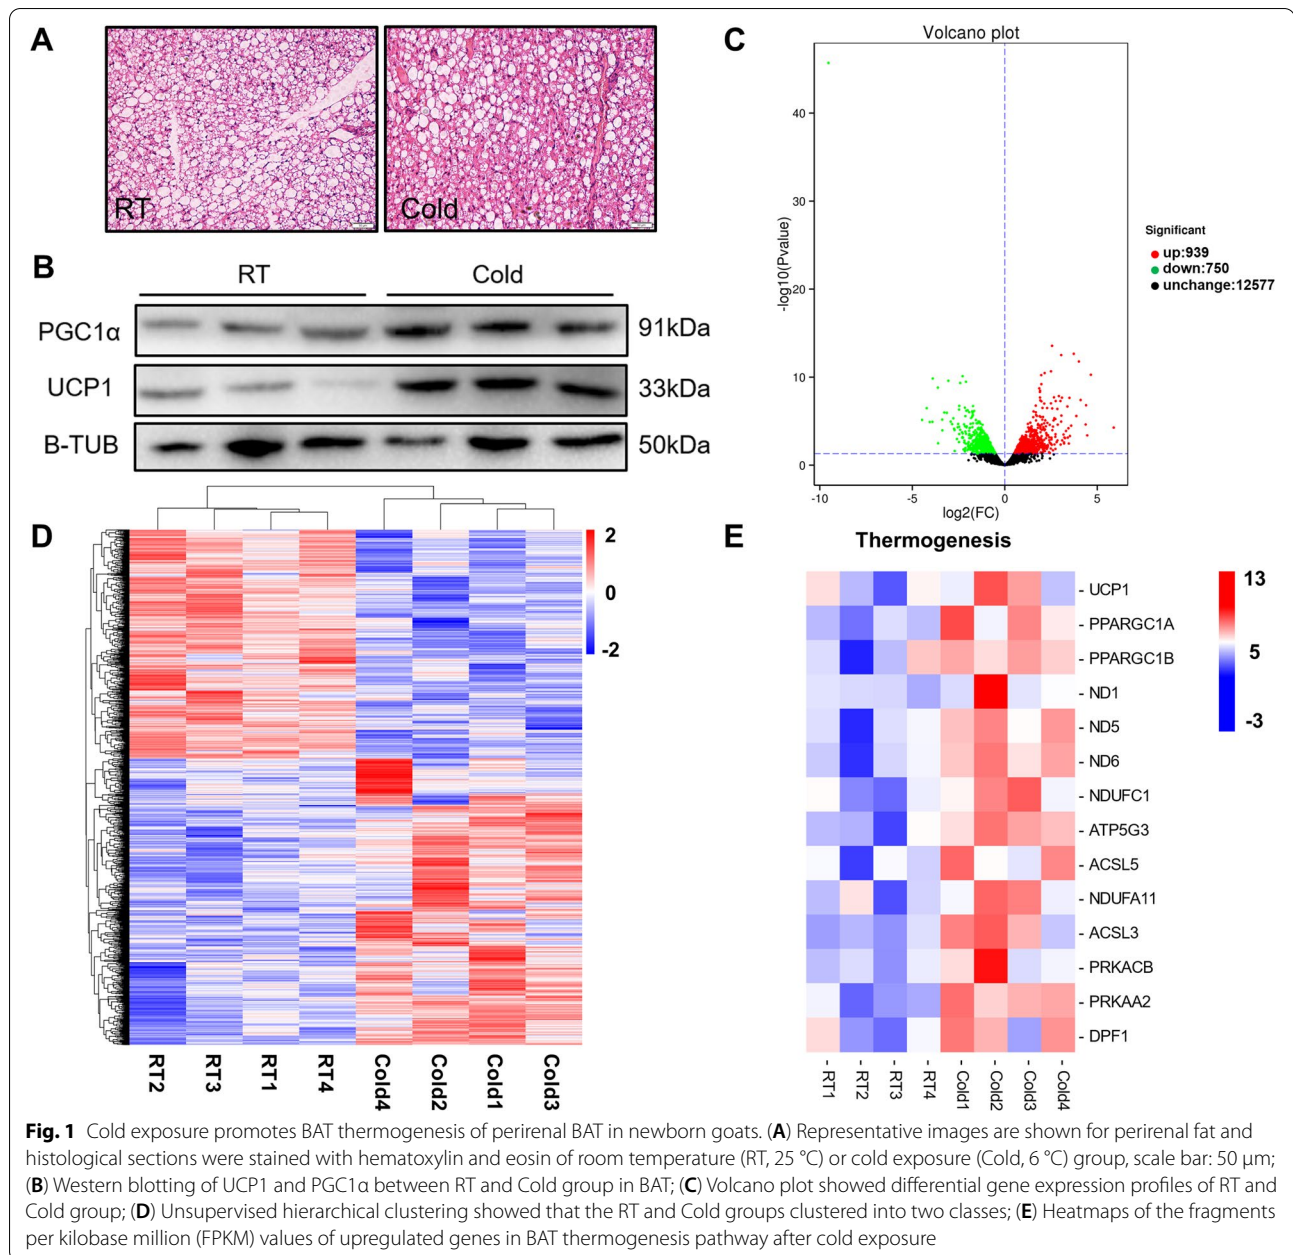 A
RT
Cold
B
RT Cold
PGC1α 91kDa
UCP1 33kDa
B-TUB 50kDa
C
Volcano plot
-log10(Pvalue)
40
30
20
10
0
-10 -5 0 5
log2(FC)
Significant
up:939
down:750
unchange:12577
D
2
0
-2
RT2 RT3 RT1 RT4 Cold4 Cold2 Cold1 Cold3
E
Thermogenesis
- UCP1
- PPARGC1A
- PPARGC1B
- ND1
- ND5
- ND6
- NDUFC1
- ATP5G3
- ACSL5
- NDUFA11
- ACSL3
- PRKACB
- PRKAA2
- DPF1
13
5
-3
- RT1 - RT2 - RT3 - RT4 - Cold1 - Cold2 - Cold3 - Cold4
Fig. 1 Cold exposure promotes BAT thermogenesis of perirenal BAT in newborn goats. (A) Representative images are shown for perirenal fat and
histological sections were stained with hematoxylin and eosin of room temperature (RT, 25 °C) or cold exposure (Cold, 6 °C) group, scale bar: 50 μm;
(B) Western blotting of UCP1 and PGC1α between RT and Cold group in BAT; (C) Volcano plot showed differential gene expression profiles of RT and
Cold group; (D) Unsupervised hierarchical clustering showed that the RT and Cold groups clustered into two classes; (E) Heatmaps of the fragments
per kilobase million (FPKM) values of upregulated genes in BAT thermogenesis pathway after cold exposure